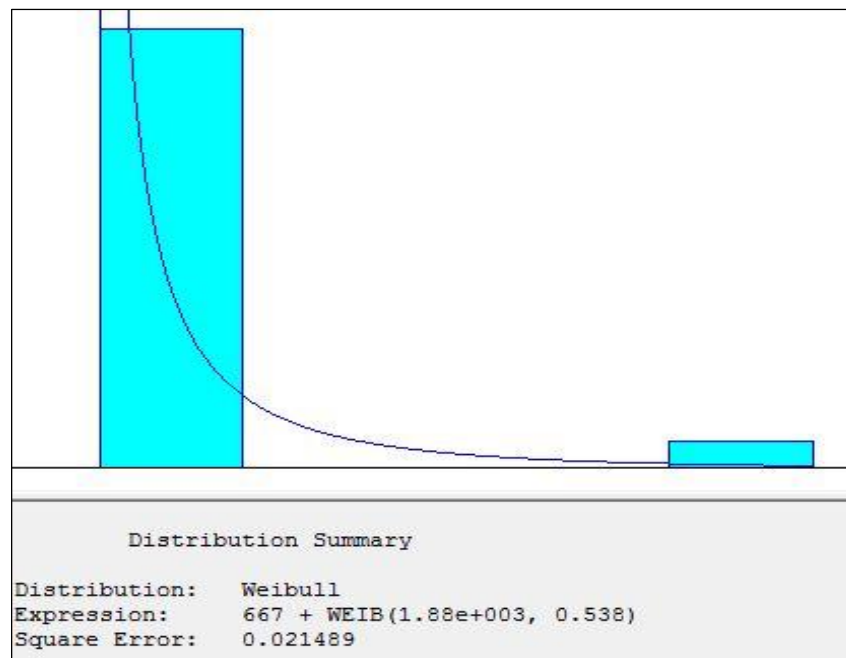 Distribution Summary
Distribution: Weibull
Expression: 667 + WEIB(1.88e+003, 0.538)
Square Error: 0.021489